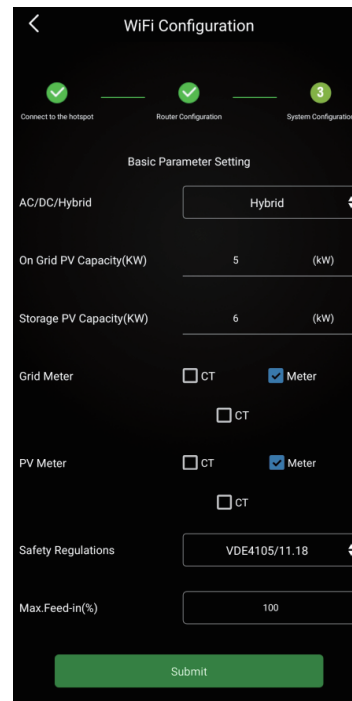 WiFi Configuration
3
Connect to the hotspot Router Configuration System Configuration
Basic Parameter Setting
AC/DC/Hybrid Hybrid
On Grid PV Capacity(KW) 5 (kW)
Storage PV Capacity(KW) 6 (kW)
Grid Meter CT Meter
CT
PV Meter CT Meter
CT
Safety Regulations VDE4105/11.18
Max.Feed-in(%) 100
Submit